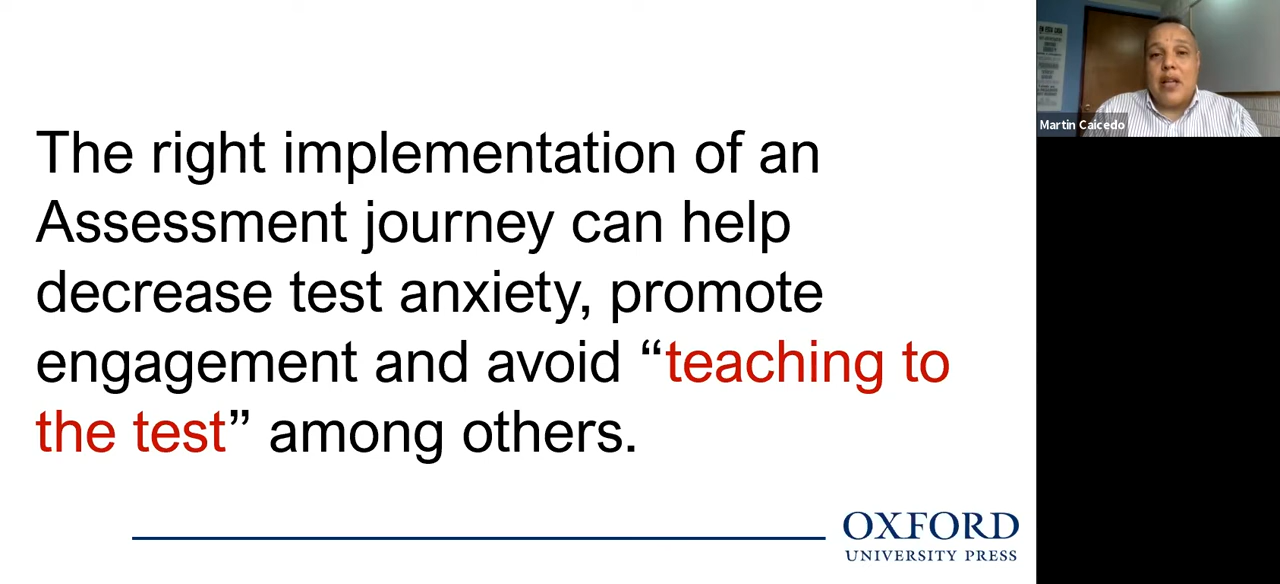 The right implementation of an
Assessment journey can help
decrease test anxiety, promote
engagement and avoid “teaching to
the test” among others.
OXFORD
UNIVERSITY PRESS
Martin Caicedo